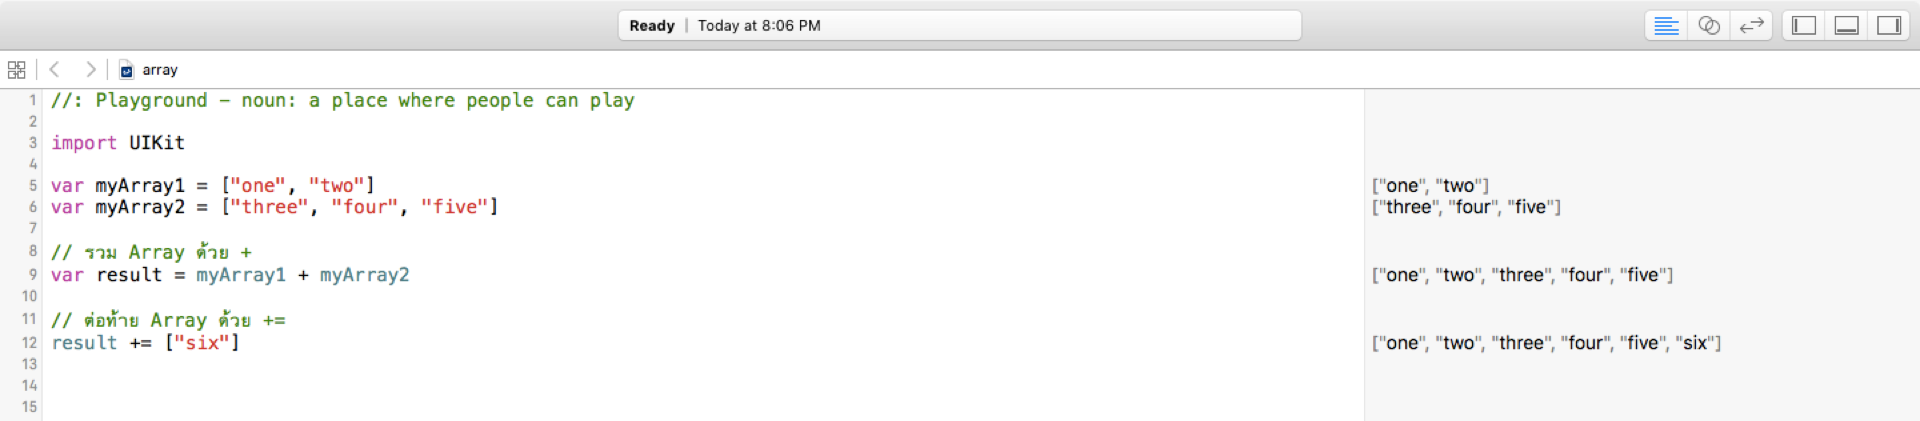 Ready | Today at 8:06 PM
array
1 //: Playground - noun: a place where people can play
2
3 import UIKit
4
5 var myArray1 = ["one", "two"] ["one", "two"]
6 var myArray2 = ["three", "four", "five"] ["three", "four", "five"]
7
8 // รวม Array ด้วย +
9 var result = myArray1 + myArray2 ["one", "two", "three", "four", "five"]
10
11 // ต่อท้าย Array ด้วย +=
12 result += ["six"] ["one", "two", "three", "four", "five", "six"]
13
14
15